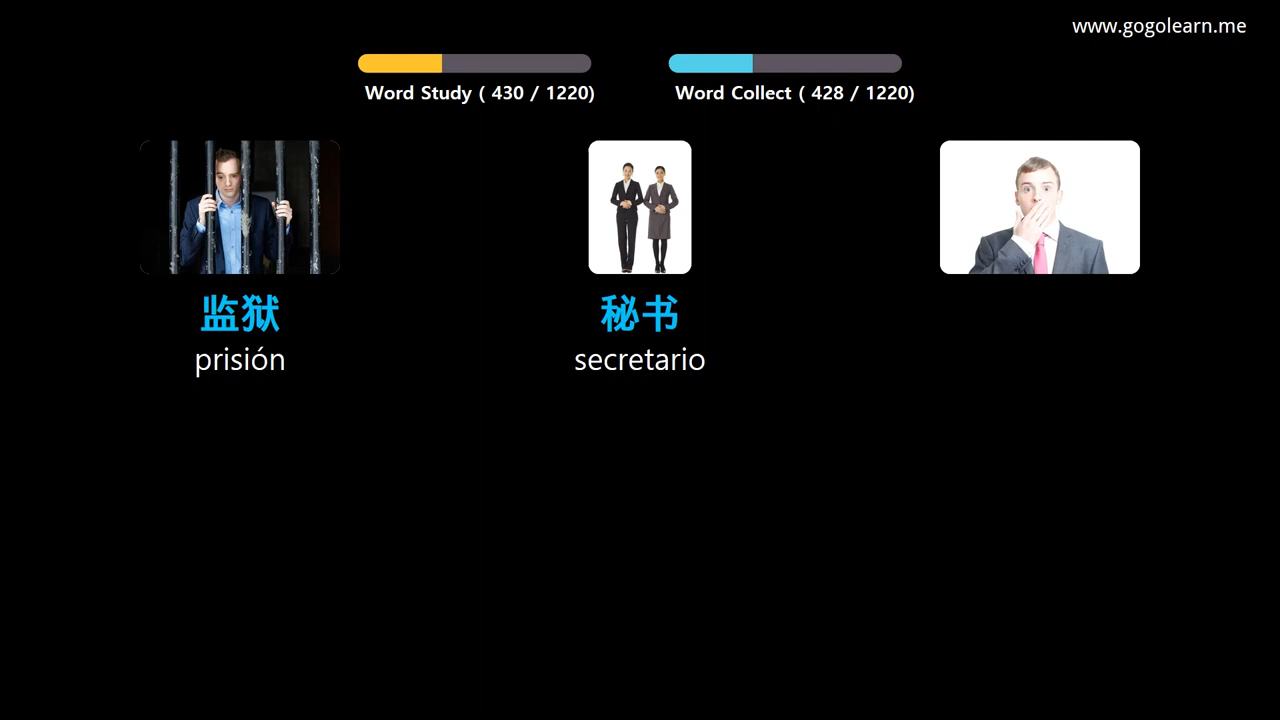 www.gogolearn.me
Word Study ( 430 / 1220)
Word Collect ( 428 / 1220)
监狱
prisión
秘书
secretario